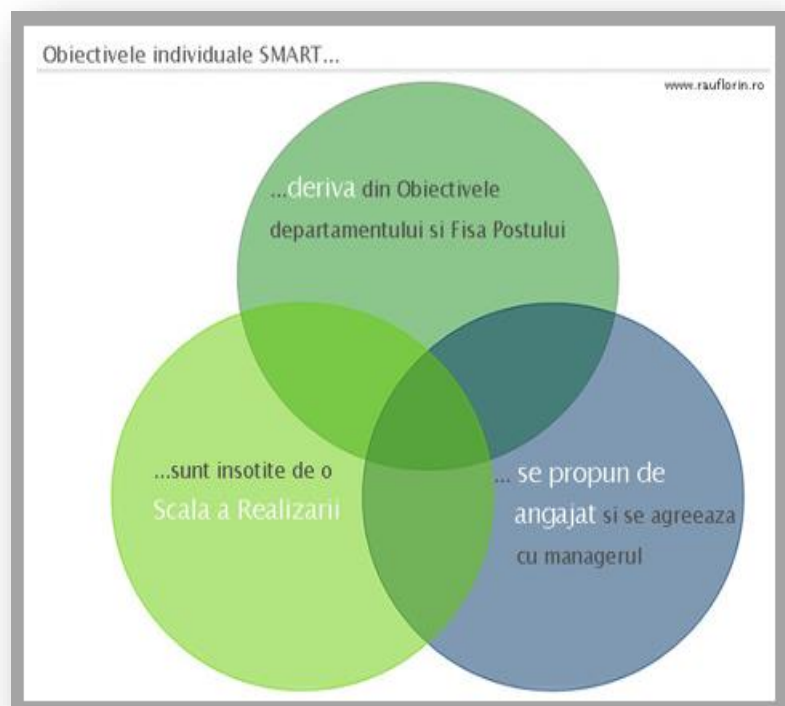 Obiectivele individuale SMART...
www.rauflorin.ro
...deriva din Obiectivele
departamentului si Fisa Postului
...sunt insotite de o
Scala a Realizarii
... se propun de
angajat si se agreeaza
cu managerul